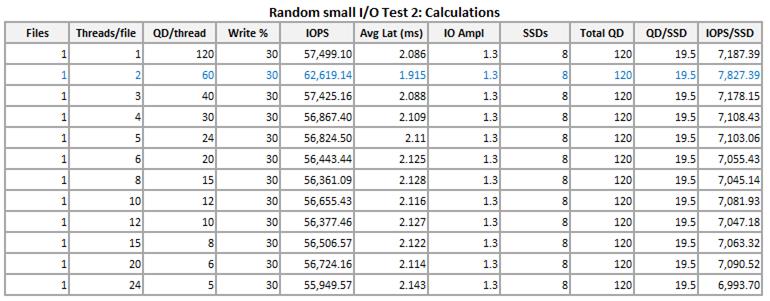 Random small I/O Test 2: Calculations
Files Threads/file QD/thread Write % IOPS Avg Lat (ms) IO Ampl SSDs Total QD QD/SSD IOPS/SSD
1 1 120 30 57,499.10 2.086 1.3 8 120 19.5 7,187.39
1 2 60 30 62,619.14 1.915 1.3 8 120 19.5 7,827.39
1 3 40 30 57,425.16 2.088 1.3 8 120 19.5 7,178.15
1 4 30 30 56,867.40 2.109 1.3 8 120 19.5 7,108.43
1 5 24 30 56,824.50 2.11 1.3 8 120 19.5 7,103.06
1 6 20 30 56,443.44 2.125 1.3 8 120 19.5 7,055.43
1 8 15 30 56,361.09 2.128 1.3 8 120 19.5 7,045.14
1 10 12 30 56,655.43 2.116 1.3 8 120 19.5 7,081.93
1 12 10 30 56,377.46 2.127 1.3 8 120 19.5 7,047.18
1 15 8 30 56,506.57 2.122 1.3 8 120 19.5 7,063.32
1 20 6 30 56,724.16 2.114 1.3 8 120 19.5 7,090.52
1 24 5 30 55,949.57 2.143 1.3 8 120 19.5 6,993.70